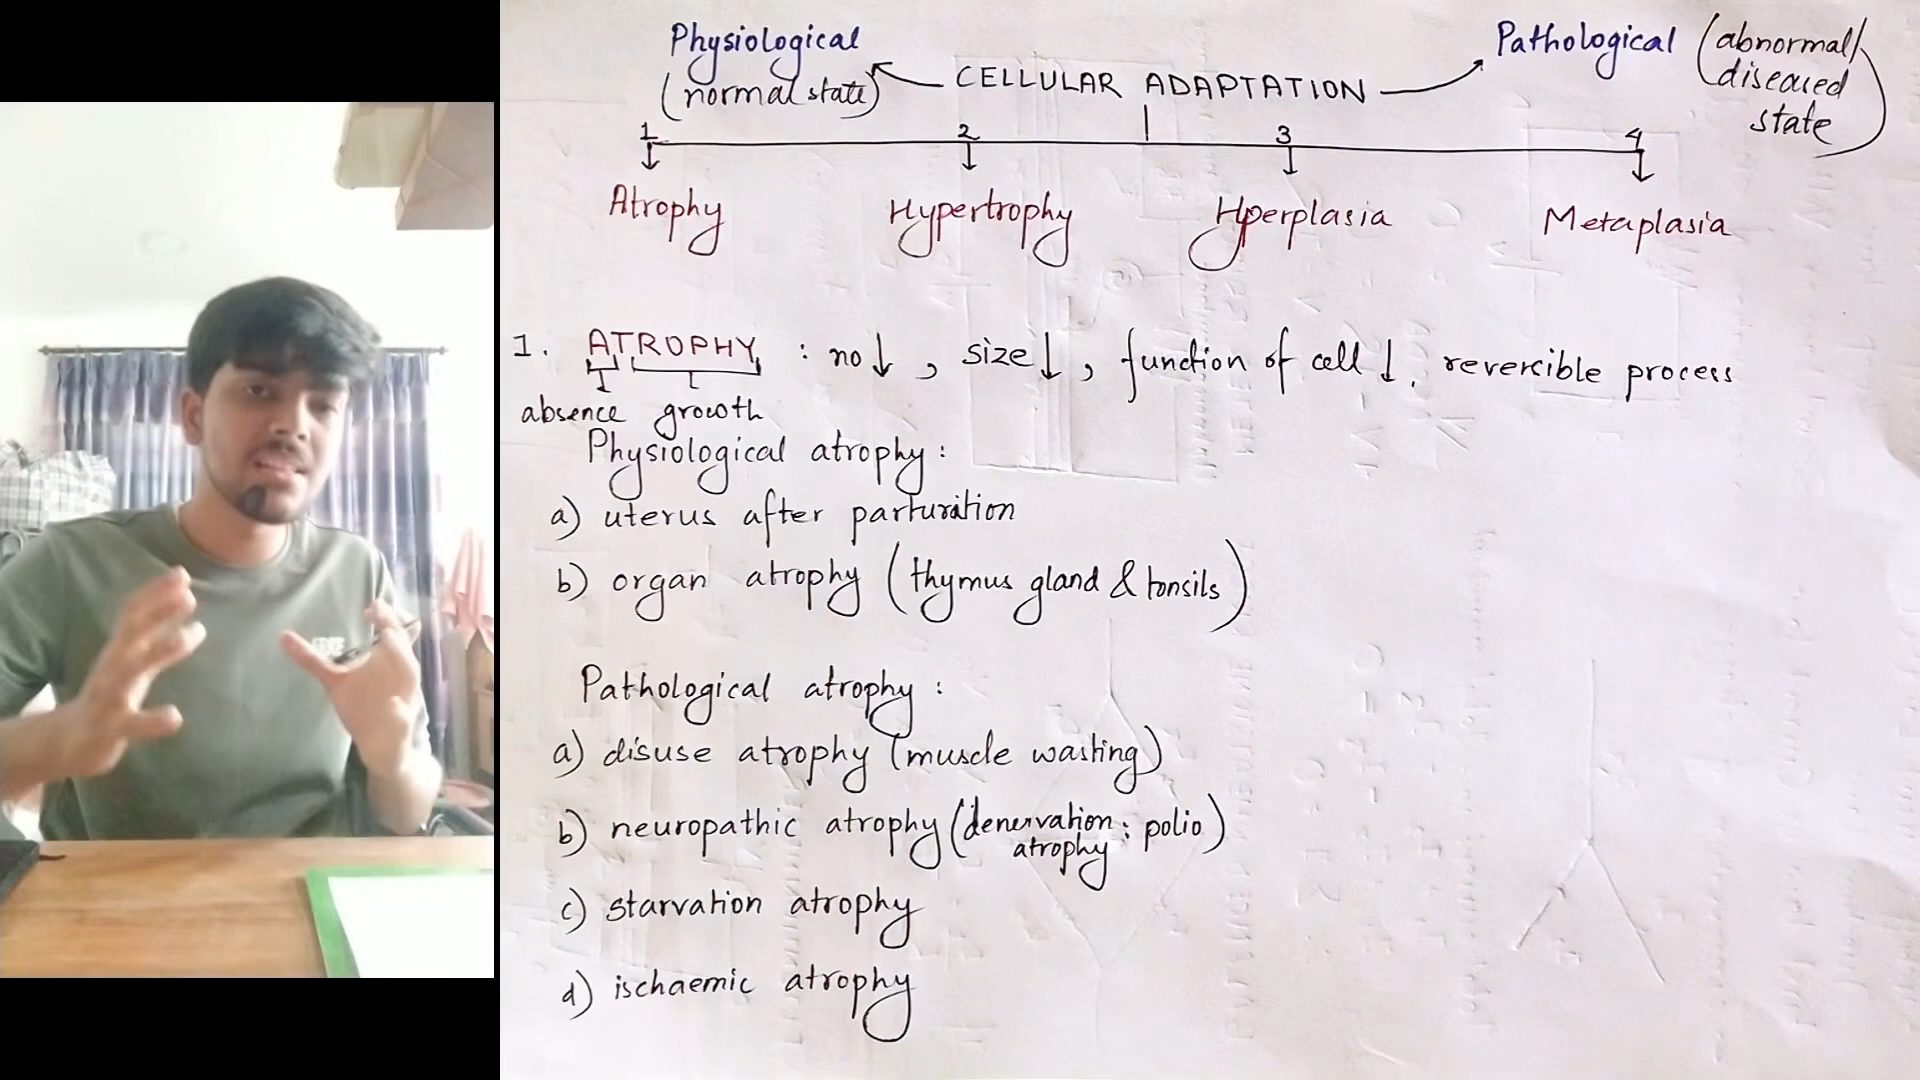 Physiological
(normal state)
CELLULAR ADAPTATION
Pathological (abnormal/
diseased
state)
1 2 3 4
Atrophy Hypertrophy Hperplasia Metaplasia
1. ATROPHY : no ↓, size ↓, function of cell ↓. reversible process
absence growth
Physiological atrophy:
a) uterus after parturition
b) organ atrophy (thymus gland & tonsils)
Pathological atrophy:
a) disuse atrophy (muscle wasting)
b) neuropathic atrophy (denervation: polio)
atrophy
c) starvation atrophy
d) ischaemic atrophy